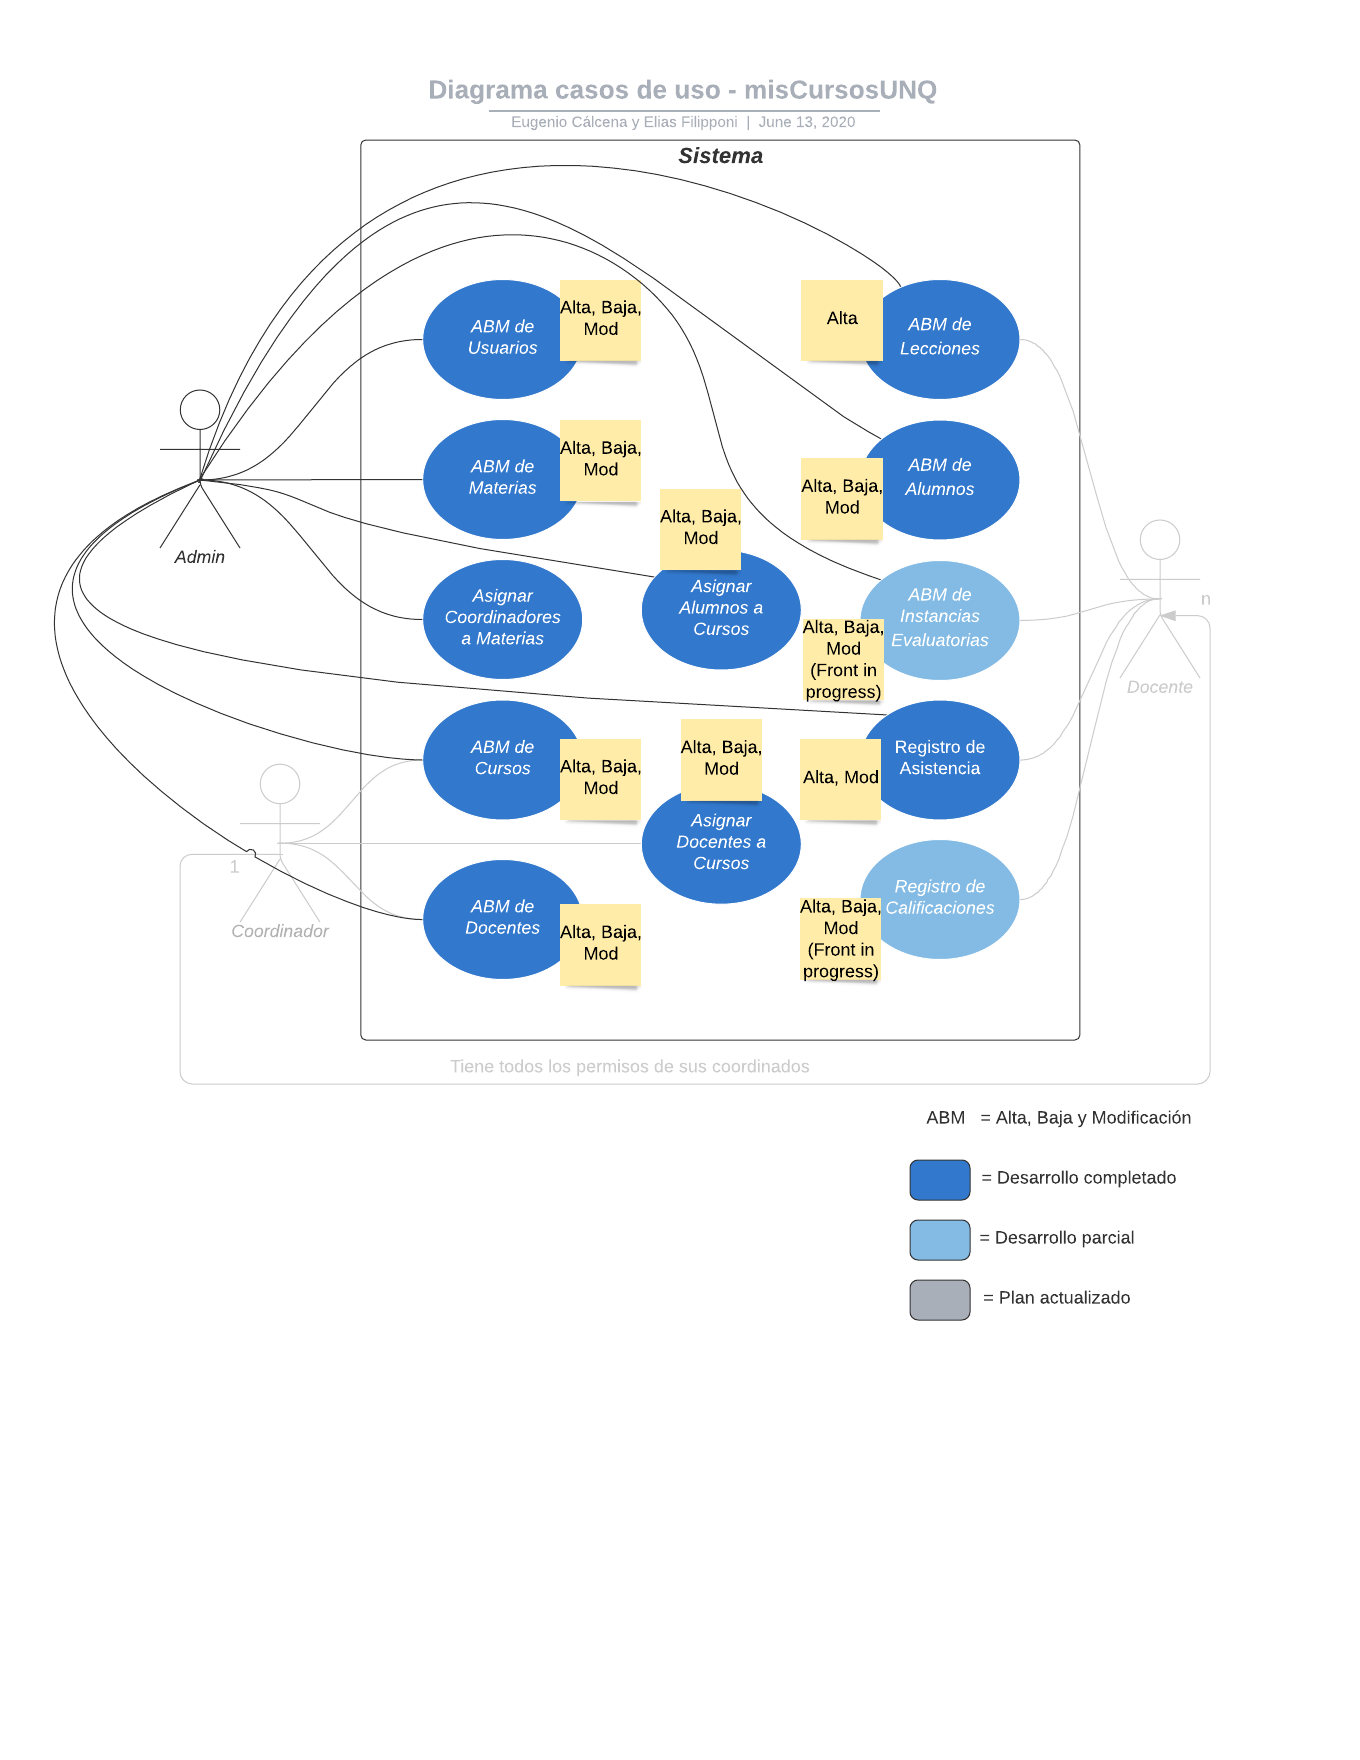 Diagrama casos de uso - misCursosUNQ
Eugenio Cálcena y Elias Filipponi | June 13, 2020
Sistema
ABM de
Usuarios
Alta, Baja,
Mod
Alta
ABM de
Lecciones
ABM de
Materias
Alta, Baja,
Mod
Alta, Baja,
Mod
ABM de
Alumnos
Admin
Alta, Baja,
Mod
Asignar
Coordinadores
a Materias
Asignar
Alumnos a
Cursos
ABM de
Instancias
Evaluatorias
Alta, Baja,
Mod
(Front in
progress)
n
Docente
ABM de
Cursos
Alta, Baja,
Mod
Alta, Baja,
Mod
Alta, Mod
Registro de
Asistencia
Asignar
Docentes a
Cursos
1
Coordinador
ABM de
Docentes
Alta, Baja,
Mod
Registro de
Calificaciones
Alta, Baja,
Mod
(Front in
progress)
Tiene todos los permisos de sus coordinados
ABM = Alta, Baja y Modificación
= Desarrollo completado
= Desarrollo parcial
= Plan actualizado